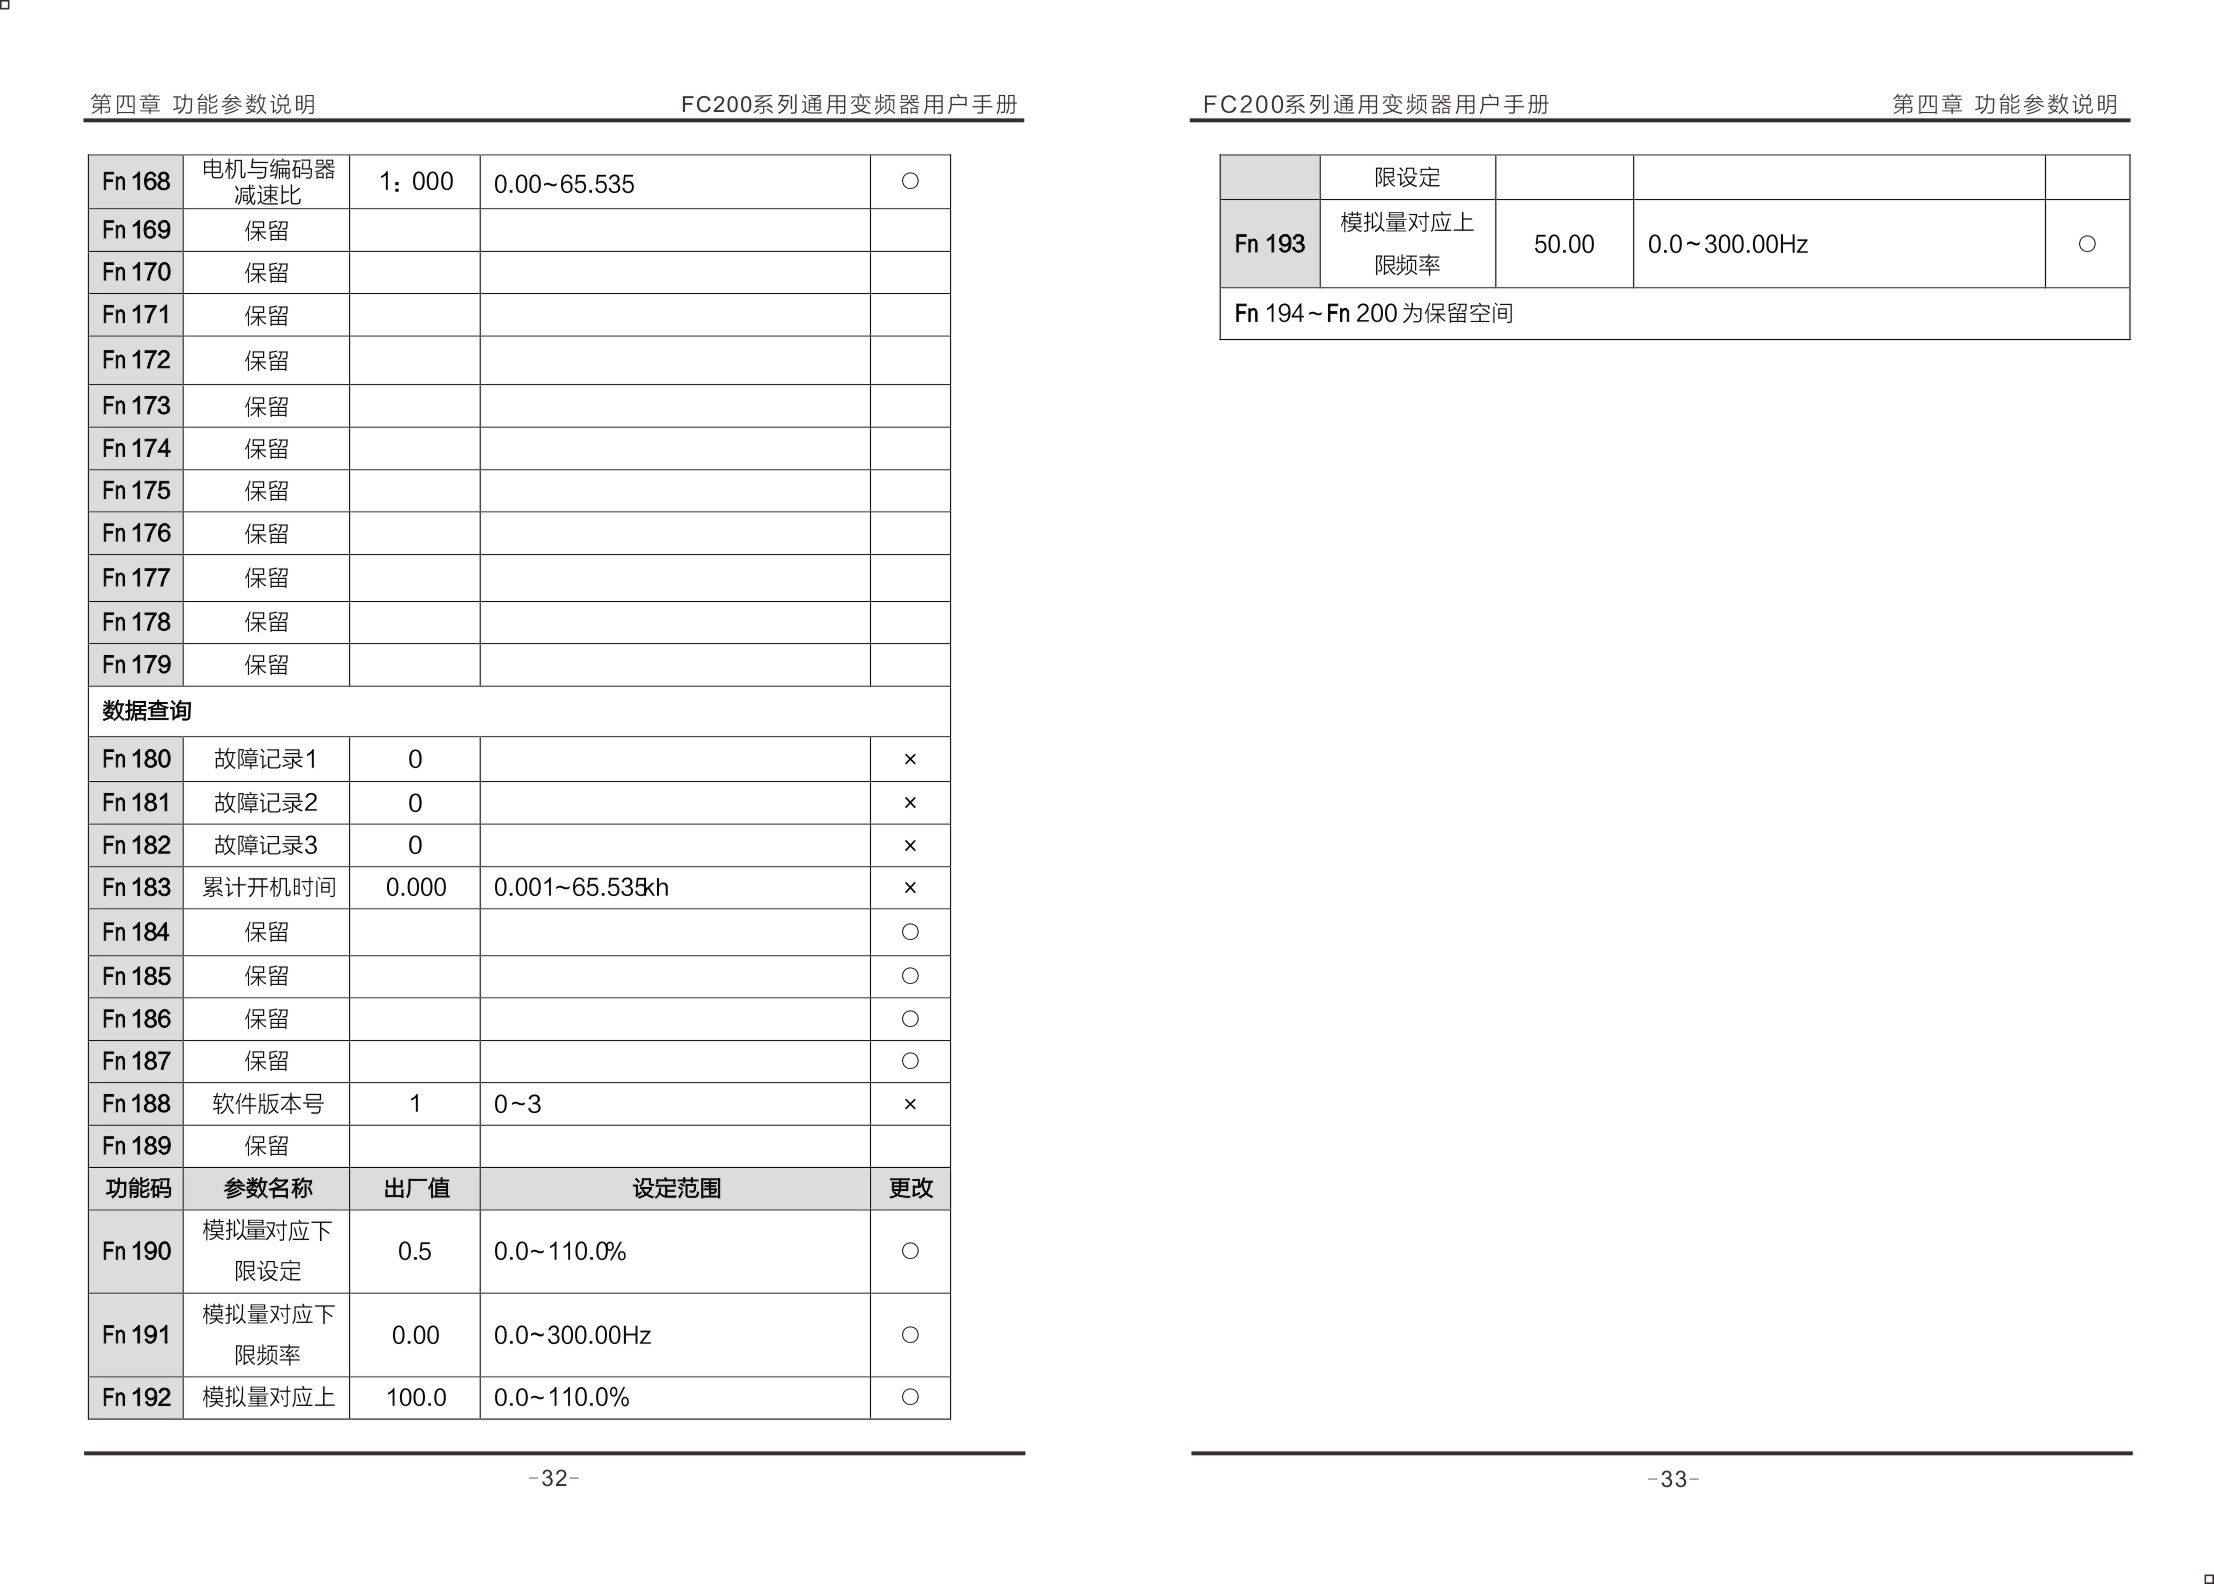 第四章 功能参数说明 FC200系列通用变频器用户手册
Fn 168 电机与编码器减速比 1：000 0.00~65.535 ○
Fn 169 保留
Fn 170 保留
Fn 171 保留
Fn 172 保留
Fn 173 保留
Fn 174 保留
Fn 175 保留
Fn 176 保留
Fn 177 保留
Fn 178 保留
Fn 179 保留
数据查询
Fn 180 故障记录1 0 ×
Fn 181 故障记录2 0 ×
Fn 182 故障记录3 0 ×
Fn 183 累计开机时间 0.000 0.001~65.535kh ×
Fn 184 保留 ○
Fn 185 保留 ○
Fn 186 保留 ○
Fn 187 保留 ○
Fn 188 软件版本号 1 0~3 ×
Fn 189 保留
功能码 参数名称 出厂值 设定范围 更改
Fn 190 模拟量对应下限设定 0.5 0.0~110.0% ○
Fn 191 模拟量对应下限频率 0.00 0.0~300.00Hz ○
Fn 192 模拟量对应上 100.0 0.0~110.0% ○
-32-
FC200系列通用变频器用户手册 第四章 功能参数说明
限设定
Fn 193 模拟量对应上限频率 50.00 0.0~300.00Hz ○
Fn 194~Fn 200 为保留空间
-33-